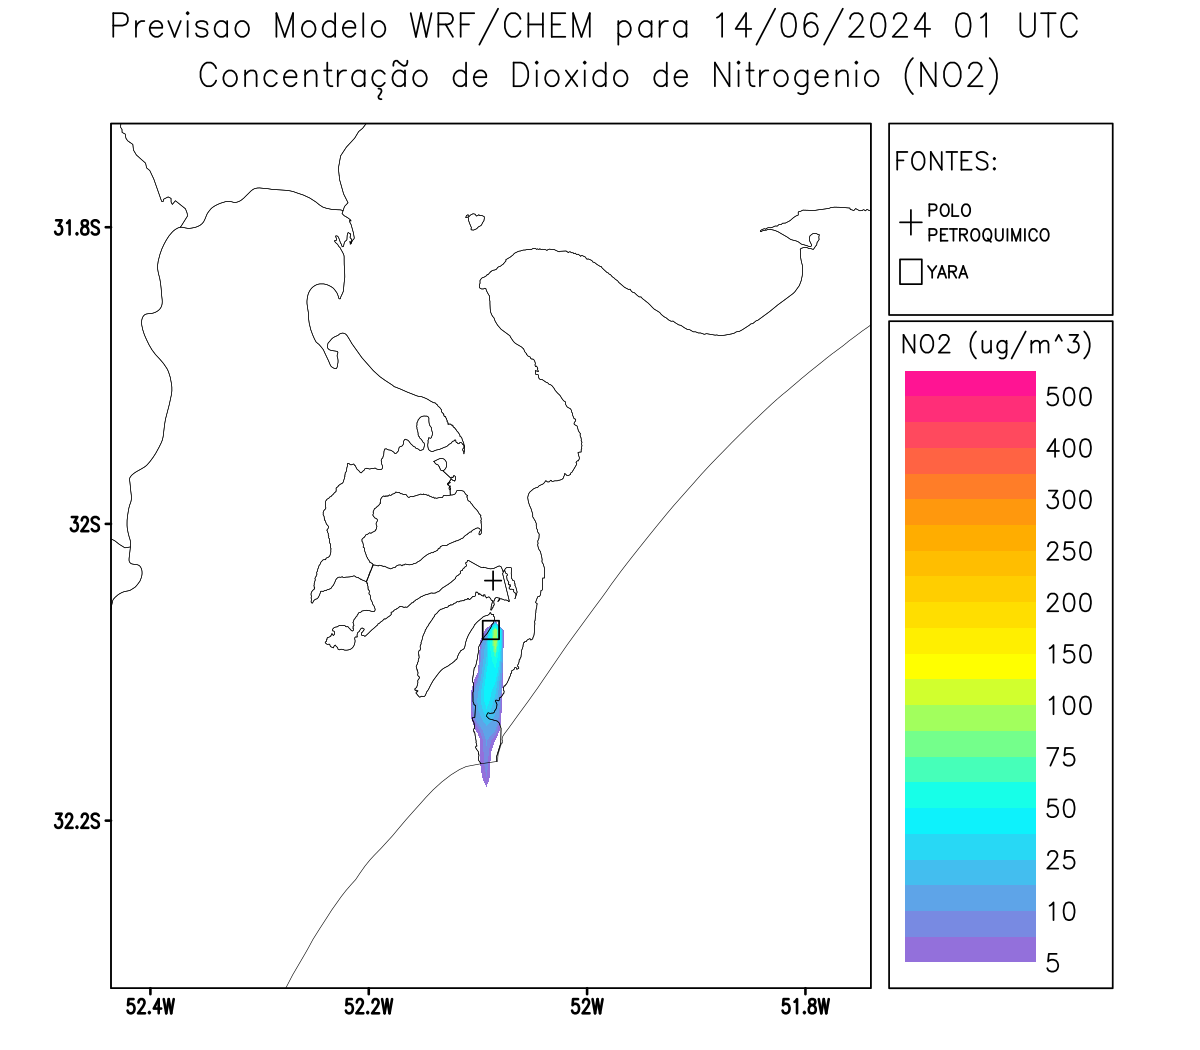 Previsao Modelo WRF/CHEM para 14/06/2024 01 UTC
Concentração de Dioxido de Nitrogenio (NO2)
FONTES:
POLO
PETROQUIMICO
YARA
NO2 (ug/m^3)
500
400
300
250
200
150
100
75
50
25
10
5
31.8S
32S
32.2S
52.4W
52.2W
52W
51.8W